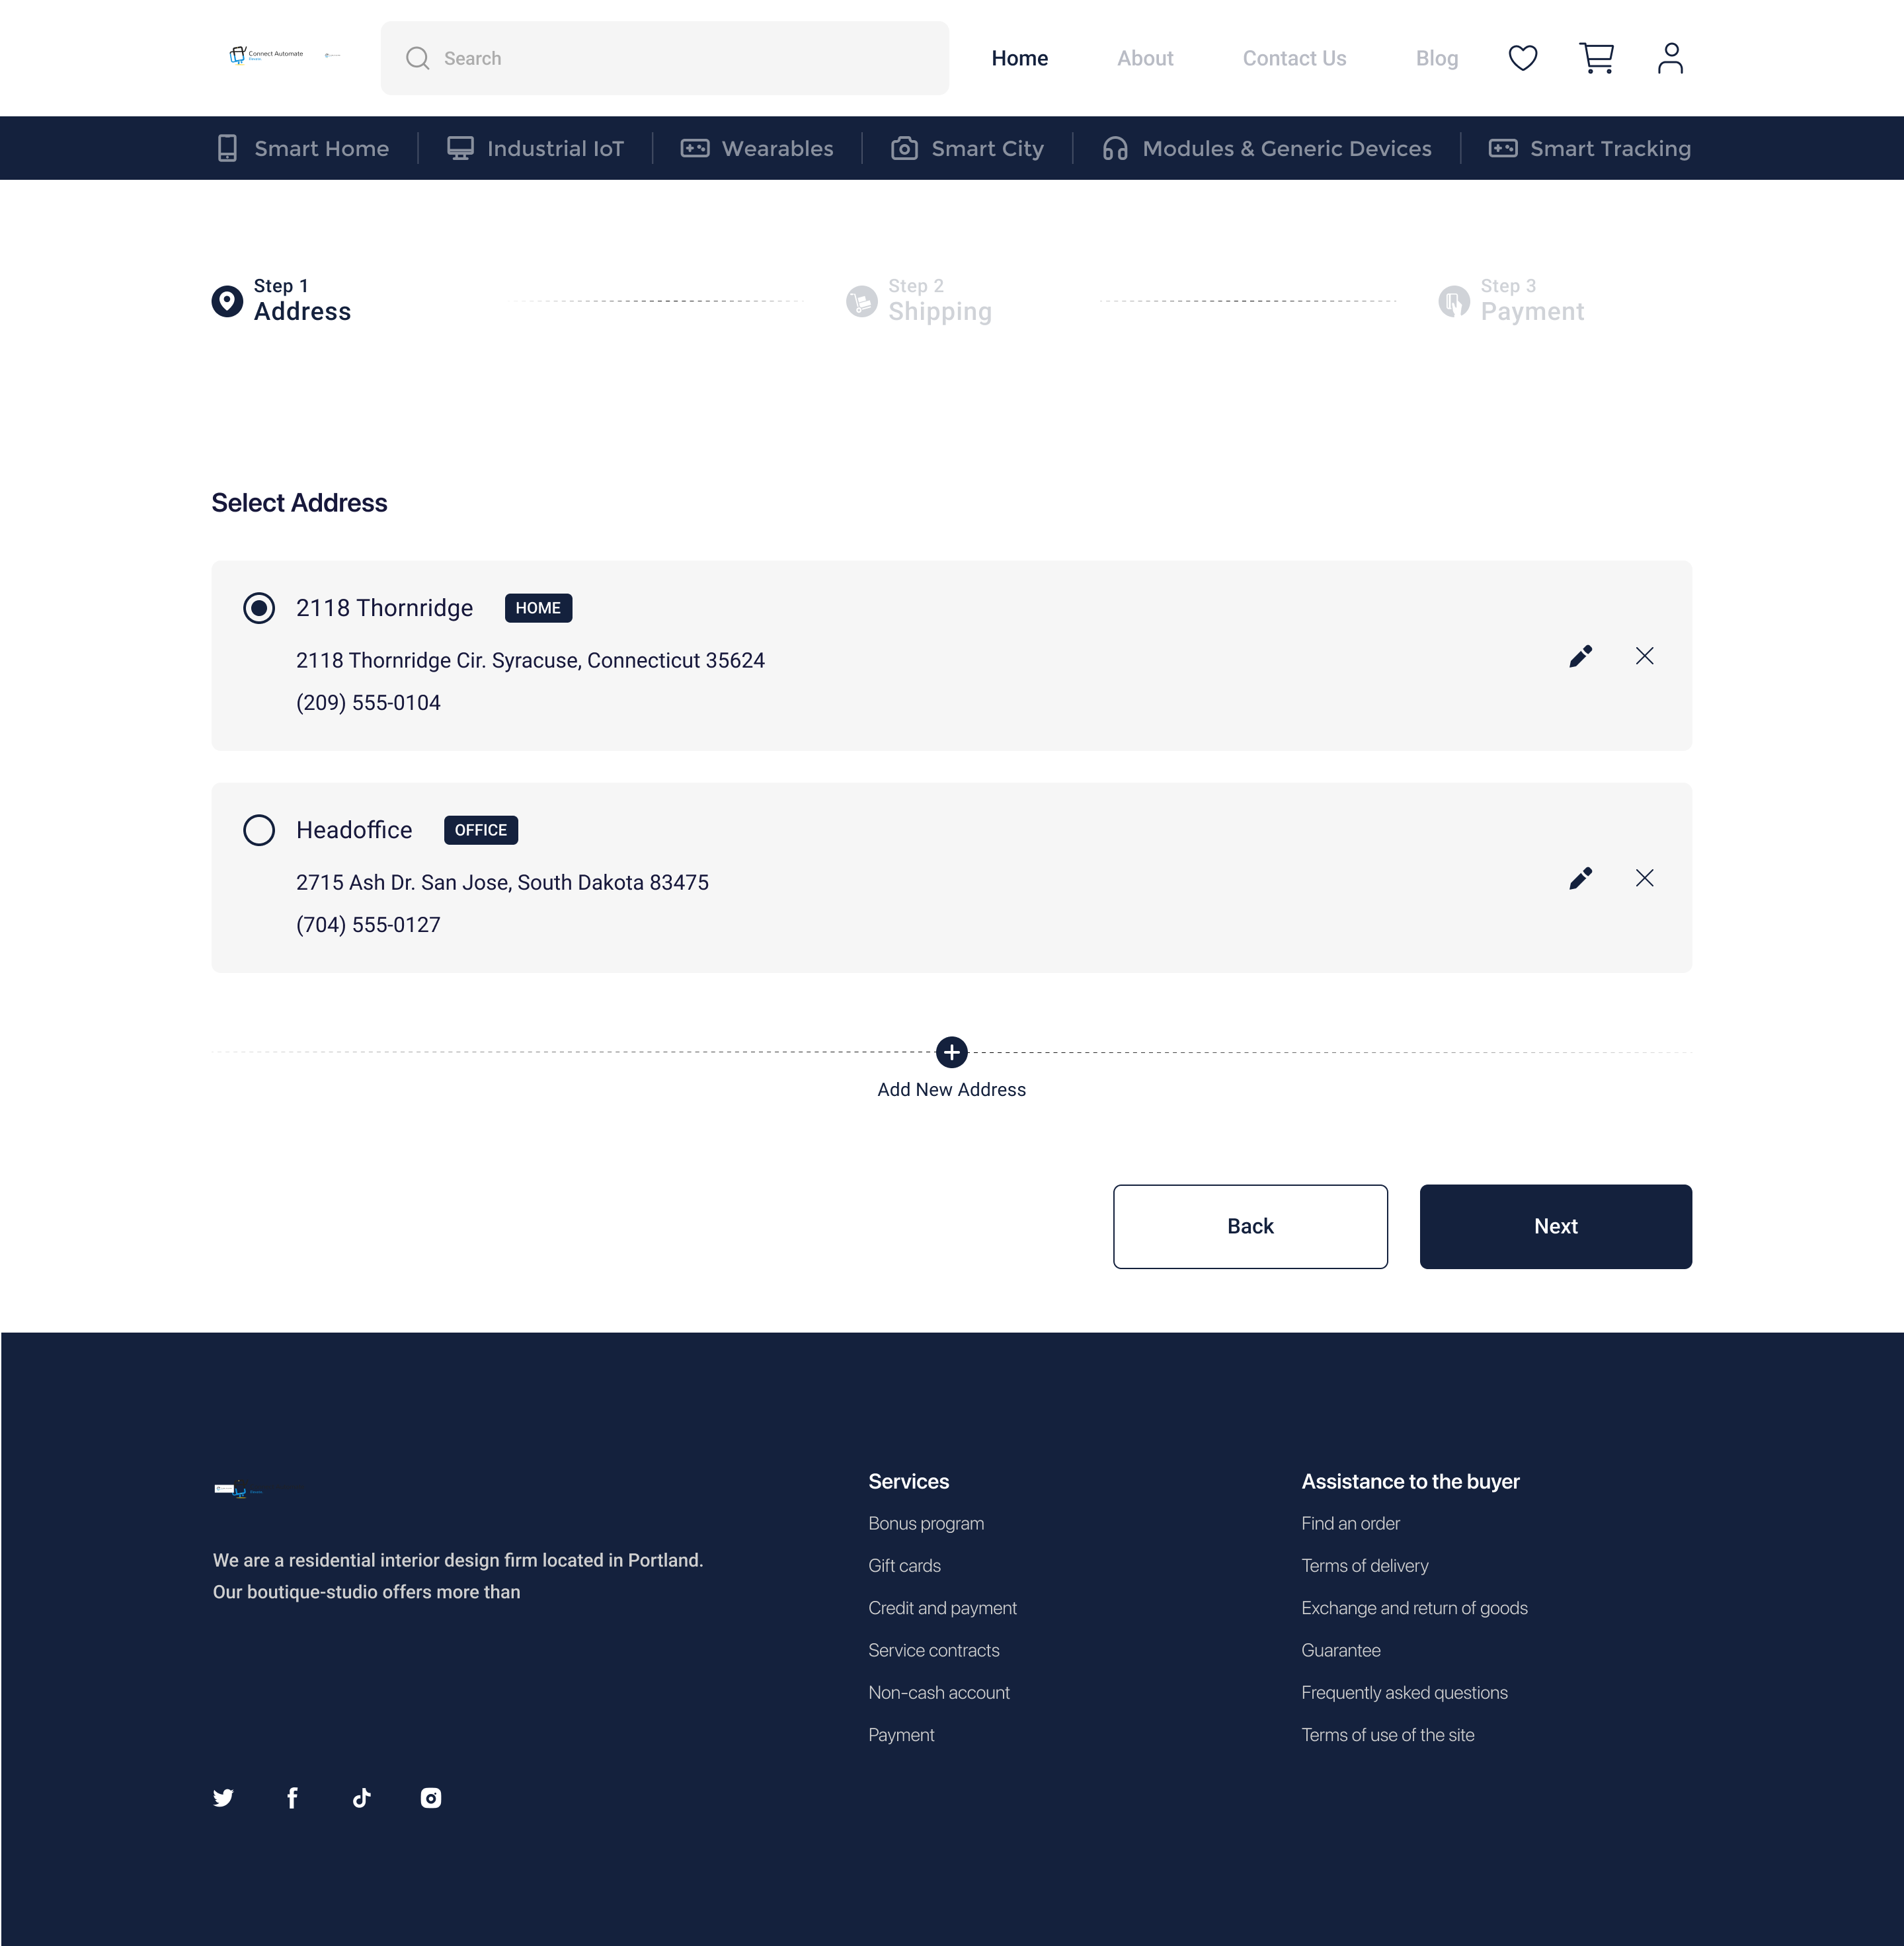 Connect Automate
Search
Home
About
Contact Us
Blog
Smart Home
Industrial IoT
Wearables
Smart City
Modules & Generic Devices
Smart Tracking
Step 1
Address
Step 2
Shipping
Step 3
Payment
Select Address
2118 Thornridge
HOME
2118 Thornridge Cir. Syracuse, Connecticut 35624
(209) 555-0104
Headoffice
OFFICE
2715 Ash Dr. San Jose, South Dakota 83475
(704) 555-0127
Add New Address
Back
Next
We are a residential interior design firm located in Portland.
Our boutique-studio offers more than
Services
Bonus program
Gift cards
Credit and payment
Service contracts
Non-cash account
Payment
Assistance to the buyer
Find an order
Terms of delivery
Exchange and return of goods
Guarantee
Frequently asked questions
Terms of use of the site